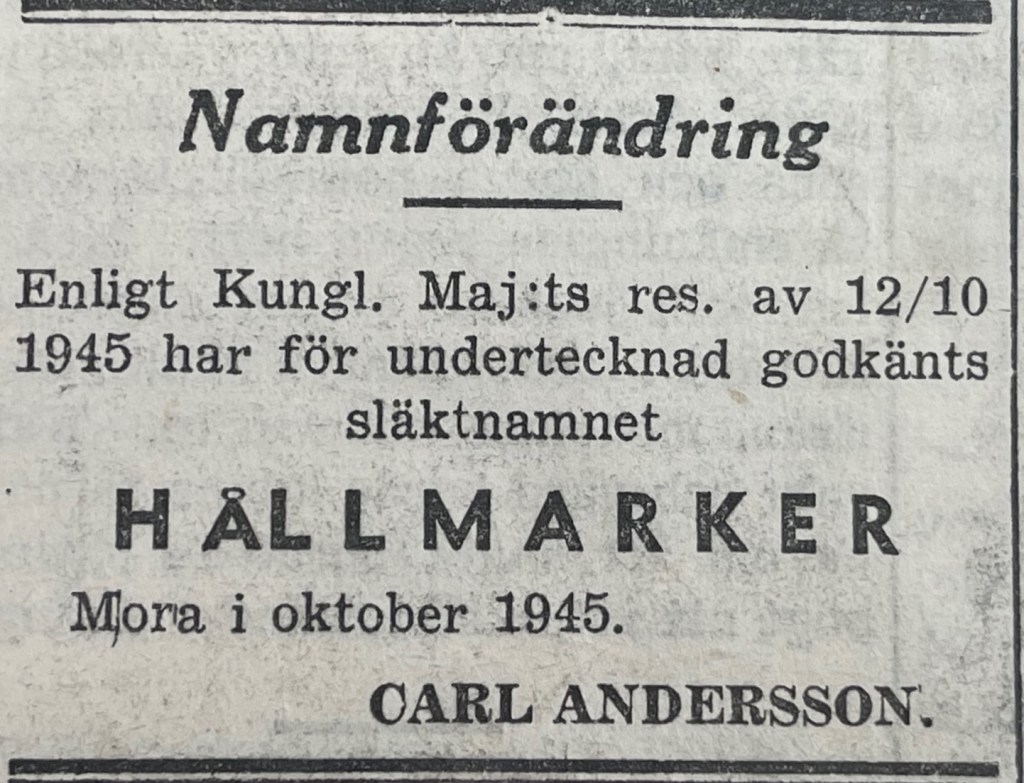 Namnförändring
Enligt Kungl. Maj:ts res. av 12/10
1945 har för undertecknad godkänts
släktnamnet
HÅLLMARKER
Mora i oktober 1945.
CARL ANDERSSON.